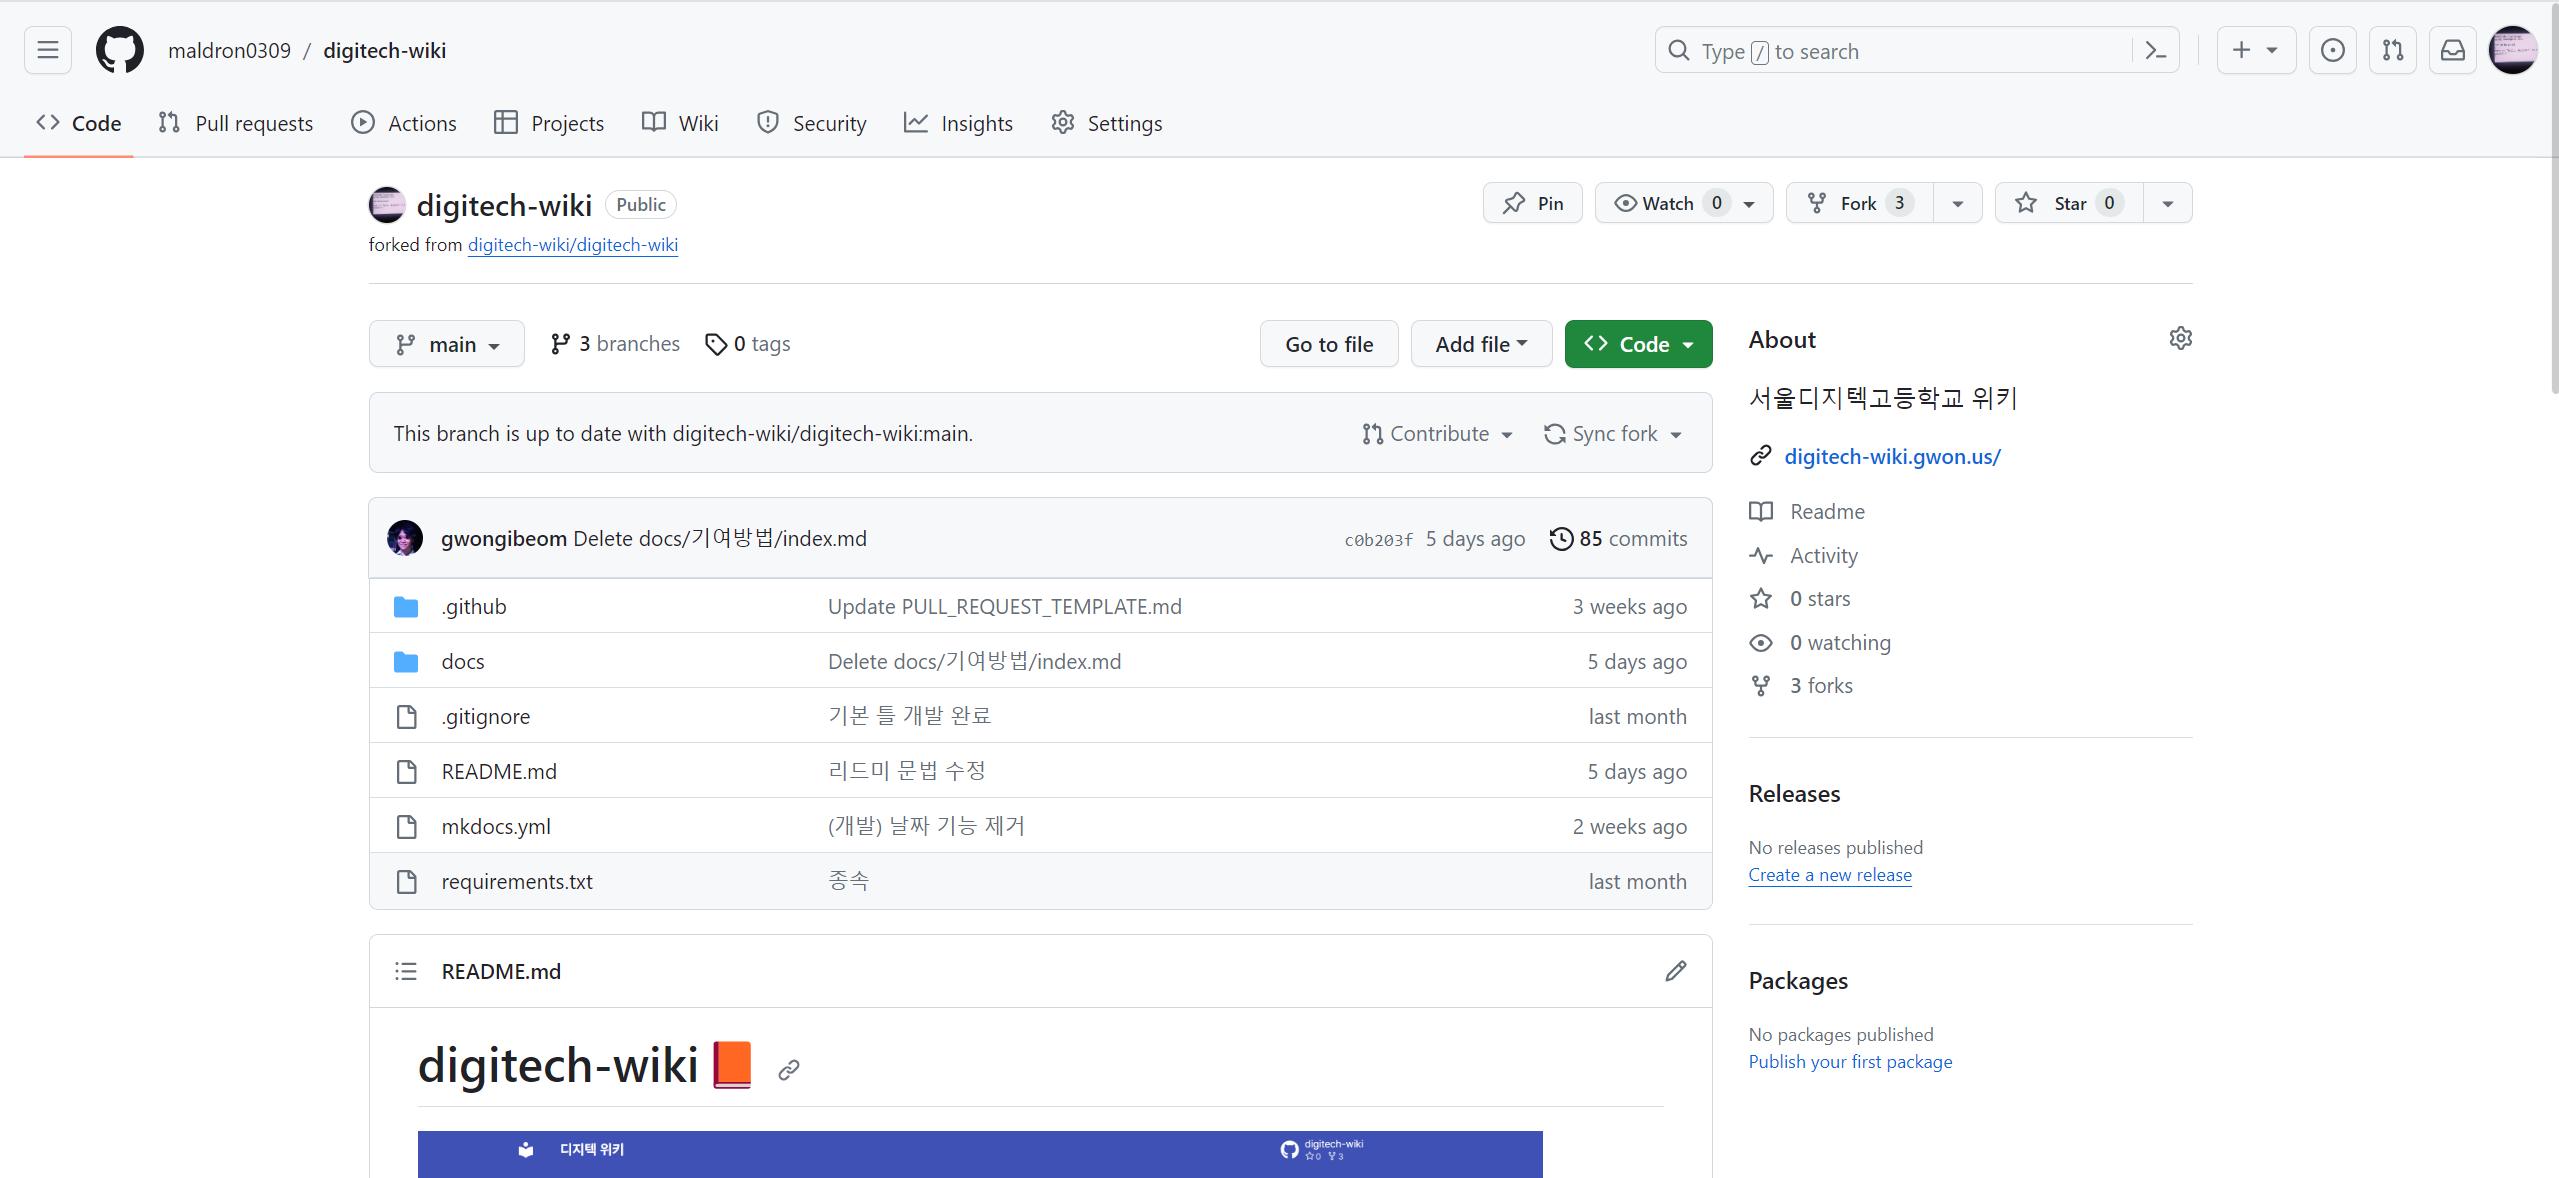 maldron0309 / digitech-wiki
Type / to search
Code Pull requests Actions Projects Wiki Security Insights Settings
digitech-wiki Public
Pin Watch 0 Fork 3 Star 0
forked from digitech-wiki/digitech-wiki
main 3 branches 0 tags Go to file Add file Code
This branch is up to date with digitech-wiki/digitech-wiki:main. Contribute Sync fork
gwongibeom Delete docs/기여방법/index.md c0b203f 5 days ago 85 commits
.github Update PULL_REQUEST_TEMPLATE.md 3 weeks ago
docs Delete docs/기여방법/index.md 5 days ago
.gitignore 기본 틀 개발 완료 last month
README.md 리드미 문법 수정 5 days ago
mkdocs.yml (개발) 날짜 기능 제거 2 weeks ago
requirements.txt 종속 last month
README.md
digitech-wiki
디지텍 위키
digitech-wiki
0 3
About
서울디지텍고등학교 위키
digitech-wiki.gwon.us/
Readme
Activity
0 stars
0 watching
3 forks
Releases
No releases published
Create a new release
Packages
No packages published
Publish your first package